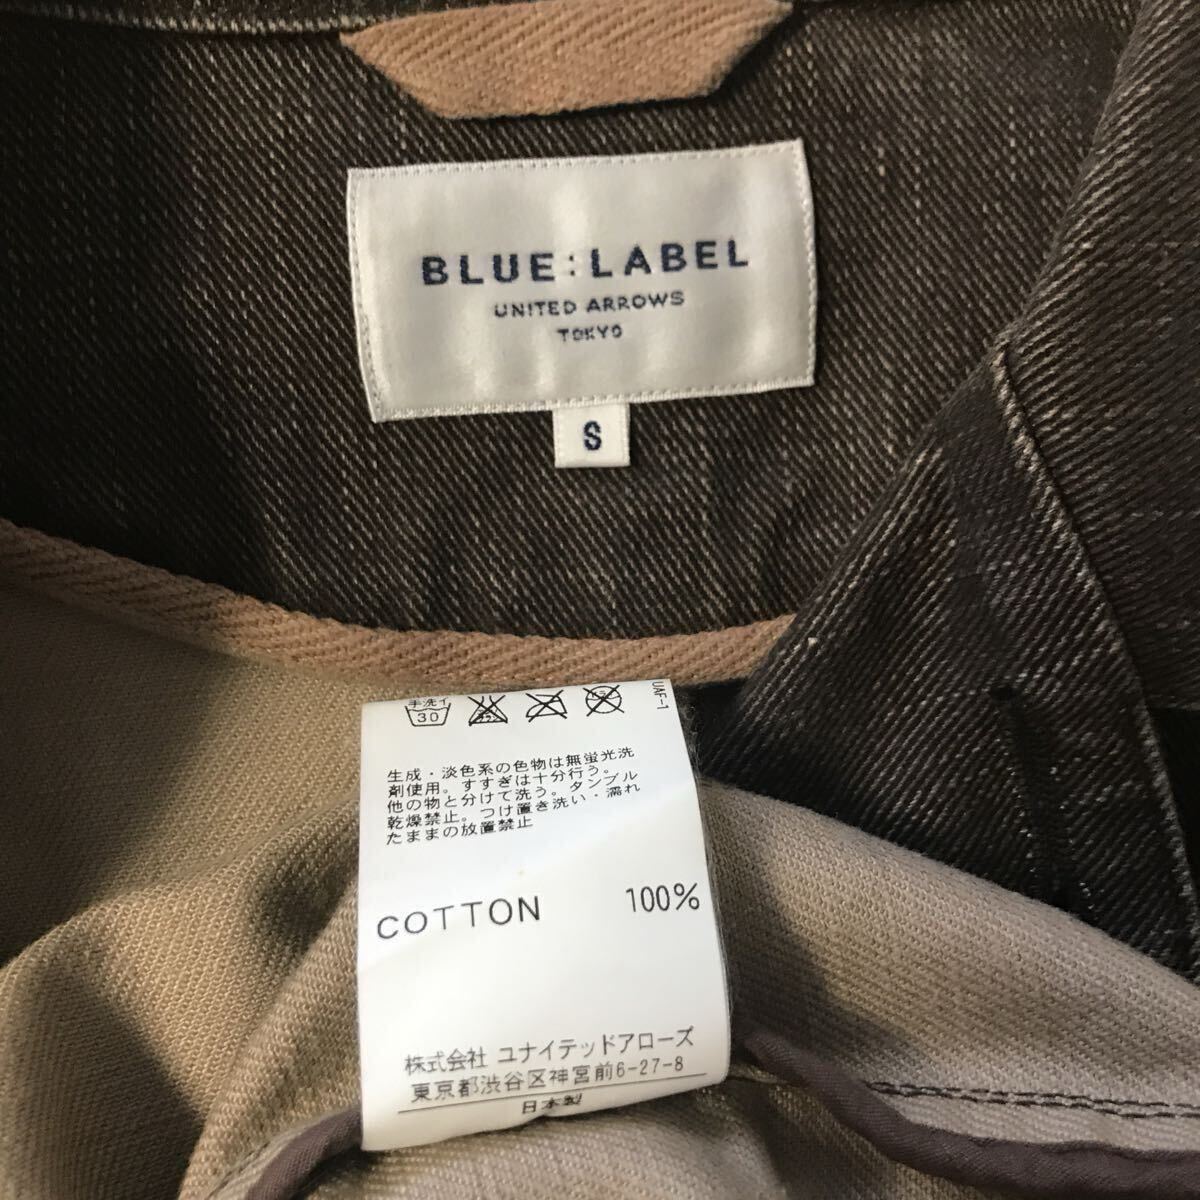 BLUE:LABEL
UNITED ARROWS
TOKYO
S
手洗イ
30
UAF-1
生成・淡色系の色物は無蛍光洗
剤使用。すすぎは十分行う。
他の物と分けて洗う。タンブル
乾燥禁止。つけ置き洗い・濡れ
たままの放置禁止
COTTON 100%
株式会社 ユナイテッドアローズ
東京都渋谷区神宮前6-27-8
日本製